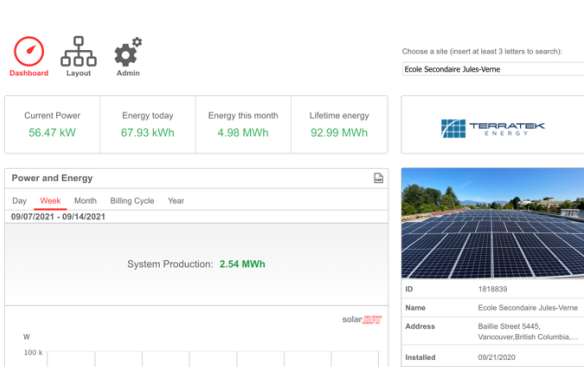 Choose a site (insert at least 3 letters to search):
Dashboard Layout Admin
Ecole Secondaire Jules-Verne
Current Power Energy today Energy this month Lifetime energy
56.47 kW 67.93 kWh 4.98 MWh 92.99 MWh
TERRATEK
ENERGY
Power and Energy
Day Week Month Billing Cycle Year
09/07/2021 - 09/14/2021
System Production: 2.54 MWh
solaredge
W
100 k
ID 1818839
Name Ecole Secondaire Jules-Verne
Address Baillie Street 5445,
Vancouver,British Columbia,...
Installed 09/21/2020